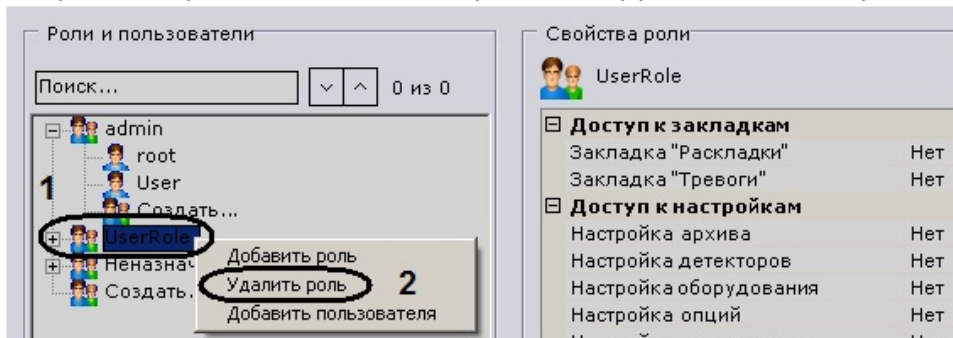 Роли и пользователи
Поиск...
0 из 0
admin
root
User
1
Создать...
UserRole
Неназнач
Создать.
Добавить роль
Удалить роль 2
Добавить пользователя
Свойства роли
UserRole
Доступ к закладкам
Закладка "Раскладки" Нет
Закладка "Тревоги" Нет
Доступ к настройкам
Настройка архива Нет
Настройка детекторов Нет
Настройка оборудования Нет
Настройка опций Нет